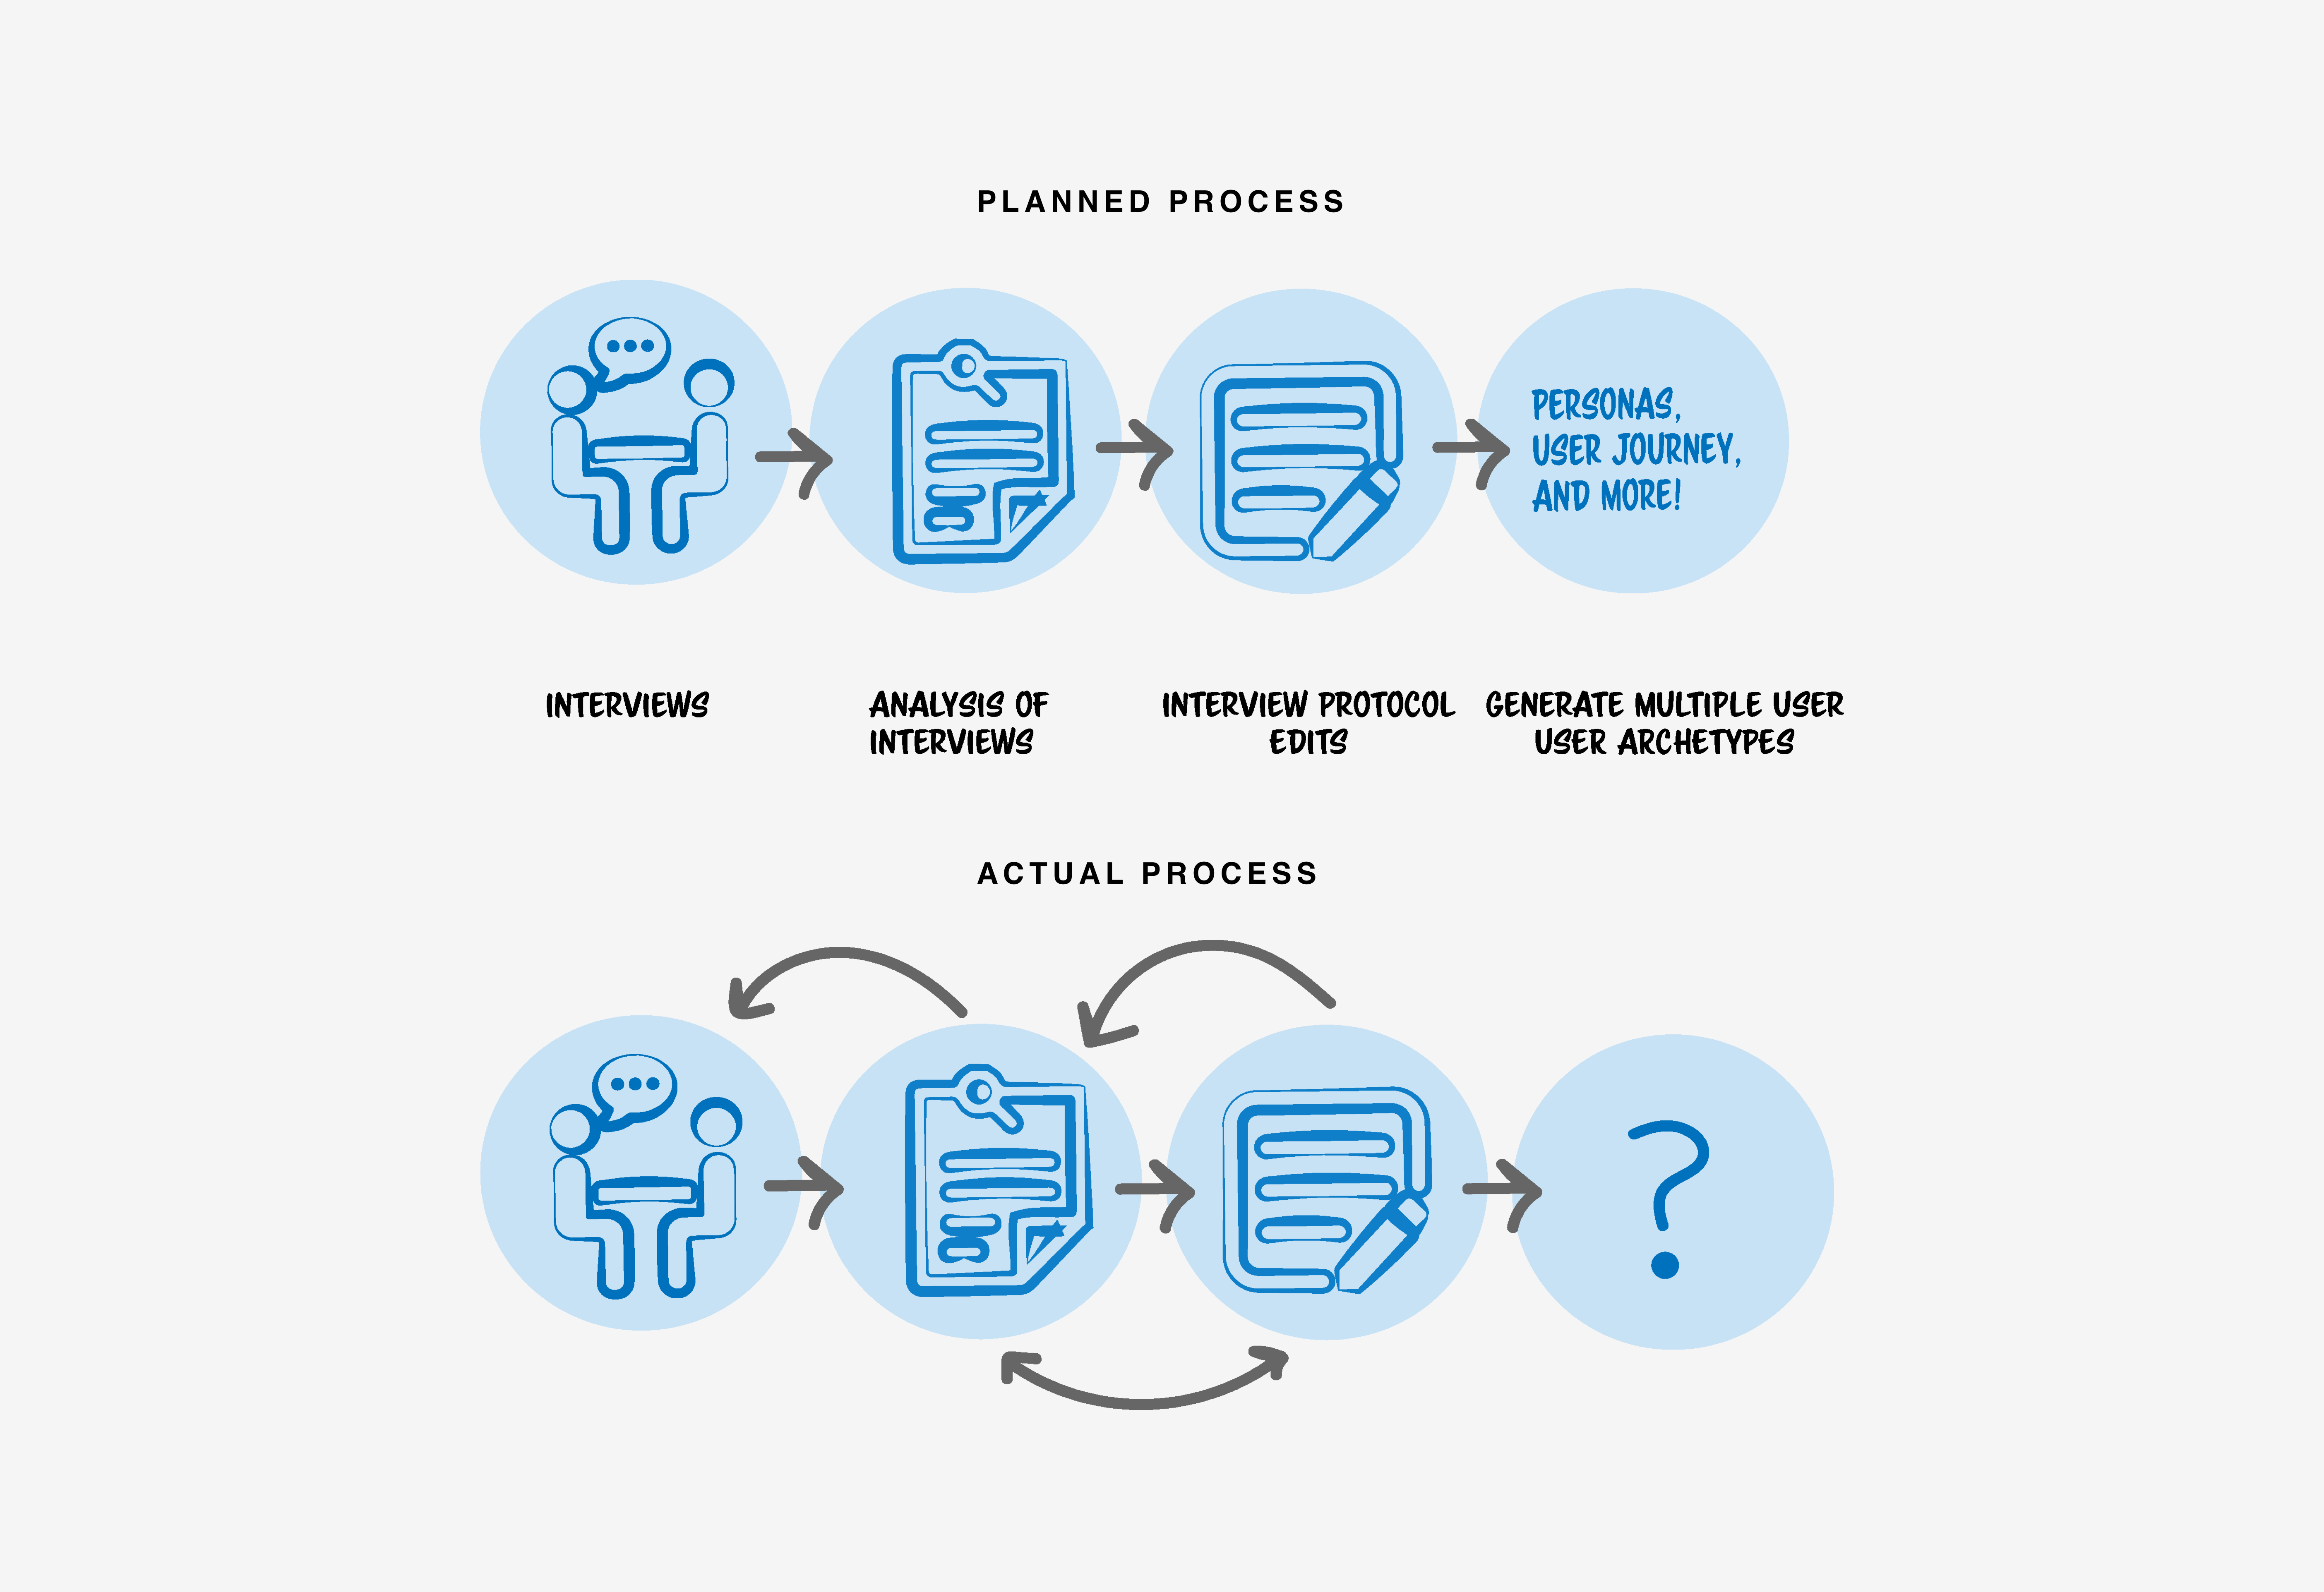 PLANNED PROCESS
PERSONAS,
USER JOURNEY,
AND MORE!
INTERVIEWS
ANALYSIS OF
INTERVIEWS
INTERVIEW PROTOCOL
EDITS
GENERATE MULTIPLE USER
USER ARCHETYPES
ACTUAL PROCESS
?